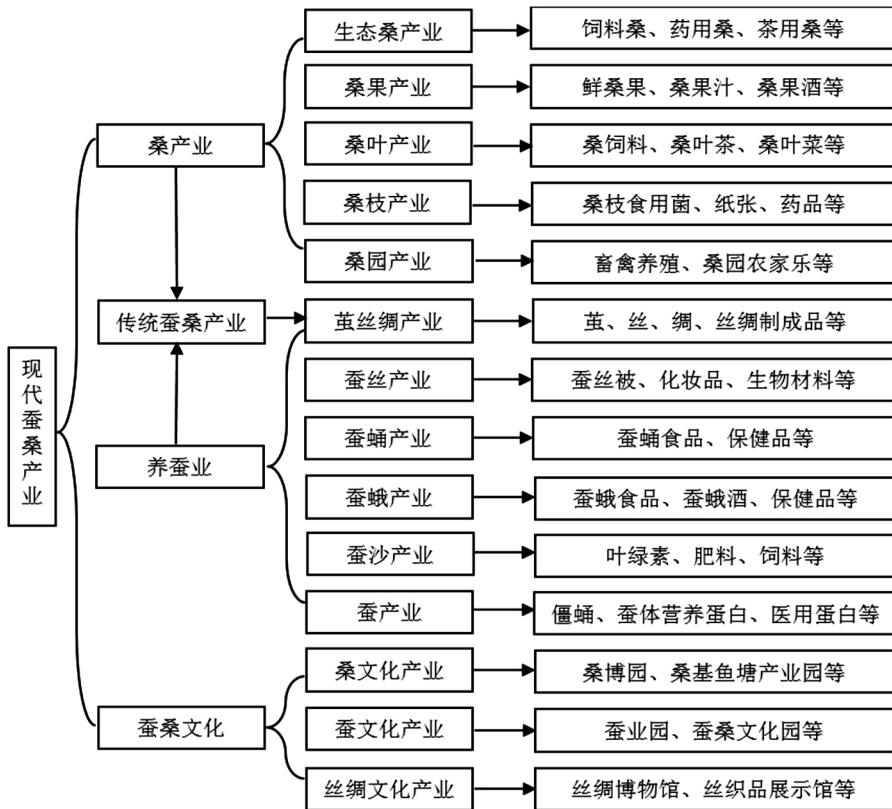 现代蚕桑产业
桑产业
生态桑产业
饲料桑、药用桑、茶用桑等
桑果产业
鲜桑果、桑果汁、桑果酒等
桑叶产业
桑饲料、桑叶茶、桑叶菜等
桑枝产业
桑枝食用菌、纸张、药品等
桑园产业
畜禽养殖、桑园农家乐等
传统蚕桑产业
茧丝绸产业
茧、丝、绸、丝绸制成品等
养蚕业
蚕丝产业
蚕丝被、化妆品、生物材料等
蚕蛹产业
蚕蛹食品、保健品等
蚕蛾产业
蚕蛾食品、蚕蛾酒、保健品等
蚕沙产业
叶绿素、肥料、饲料等
蚕产业
僵蛹、蚕体营养蛋白、医用蛋白等
蚕桑文化
桑文化产业
桑博园、桑基鱼塘产业园等
蚕文化产业
蚕业园、蚕桑文化园等
丝绸文化产业
丝绸博物馆、丝织品展示馆等